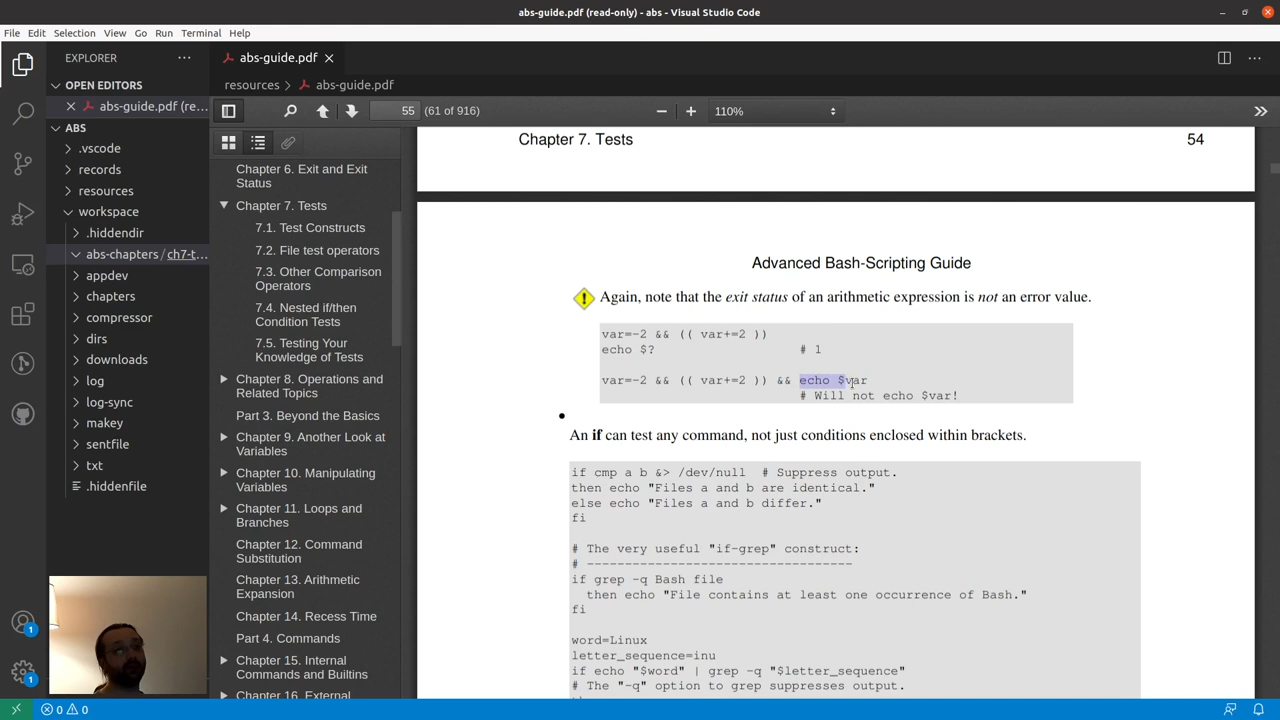 abs-guide.pdf (read-only) - abs - Visual Studio Code
File Edit Selection View Go Run Terminal Help
EXPLORER
abs-guide.pdf
OPEN EDITORS
resources > abs-guide.pdf
abs-guide.pdf (re...
ABS
.vscode
records
resources
workspace
.hiddendir
abs-chapters / ch7-t...
appdev
chapters
compressor
dirs
downloads
log
log-sync
makey
sentfile
txt
.hiddenfile
1
1
55 (61 of 916)
110%
Chapter 6. Exit and Exit
Status
Chapter 7. Tests
7.1. Test Constructs
7.2. File test operators
7.3. Other Comparison
Operators
7.4. Nested if/then
Condition Tests
7.5. Testing Your
Knowledge of Tests
Chapter 8. Operations and
Related Topics
Part 3. Beyond the Basics
Chapter 9. Another Look at
Variables
Chapter 10. Manipulating
Variables
Chapter 11. Loops and
Branches
Chapter 12. Command
Substitution
Chapter 13. Arithmetic
Expansion
Chapter 14. Recess Time
Part 4. Commands
Chapter 15. Internal
Commands and Builtins
Chapter 16. External
Chapter 7. Tests 54
Advanced Bash-Scripting Guide
Again, note that the exit status of an arithmetic expression is not an error value.
var=-2 && (( var+=2 ))
echo $? # 1
var=-2 && (( var+=2 )) && echo $var
# Will not echo $var!
An if can test any command, not just conditions enclosed within brackets.
if cmp a b &> /dev/null # Suppress output.
then echo "Files a and b are identical."
else echo "Files a and b differ."
fi
# The very useful "if-grep" construct:
# -----------------------------------
if grep -q Bash file
then echo "File contains at least one occurrence of Bash."
fi
word=Linux
letter_sequence=inu
if echo "$word" | grep -q "$letter_sequence"
# The "-q" option to grep suppresses output.
0 0